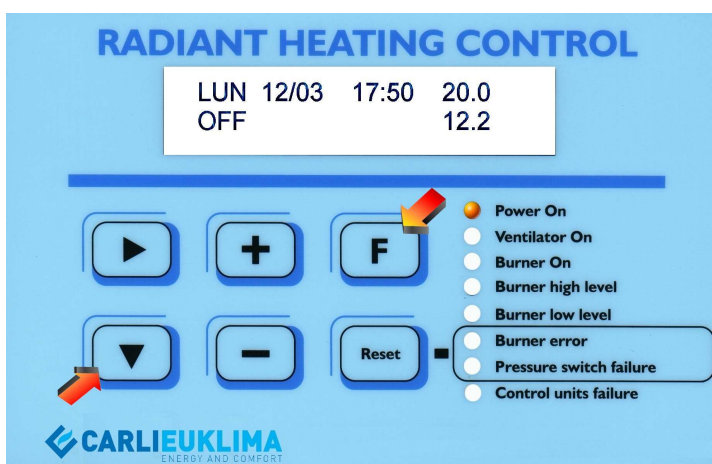 RADIANT HEATING CONTROL
LUN 12/03 17:50 20.0
OFF 12.2
F
Reset
Power On
Ventilator On
Burner On
Burner high level
Burner low level
Burner error
Pressure switch failure
Control units failure
CARLIEUKLIMA
ENERGY AND COMFORT